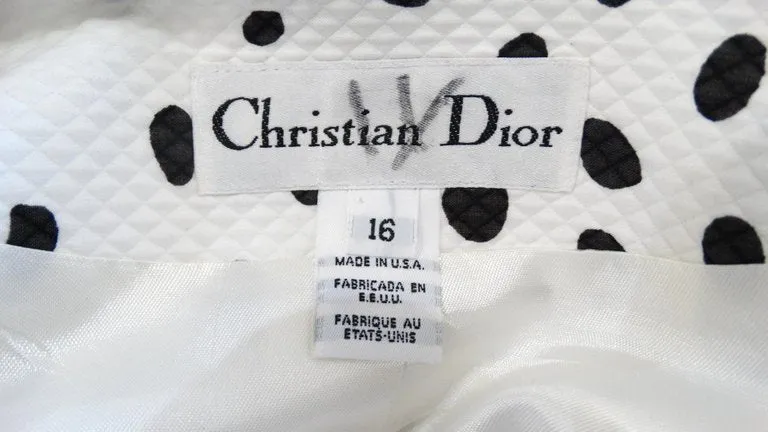 Christian Dior
16
MADE IN U.S.A.
FABRICADA EN
E.E.U.U.
FABRIQUE AU
ETATS-UNIS